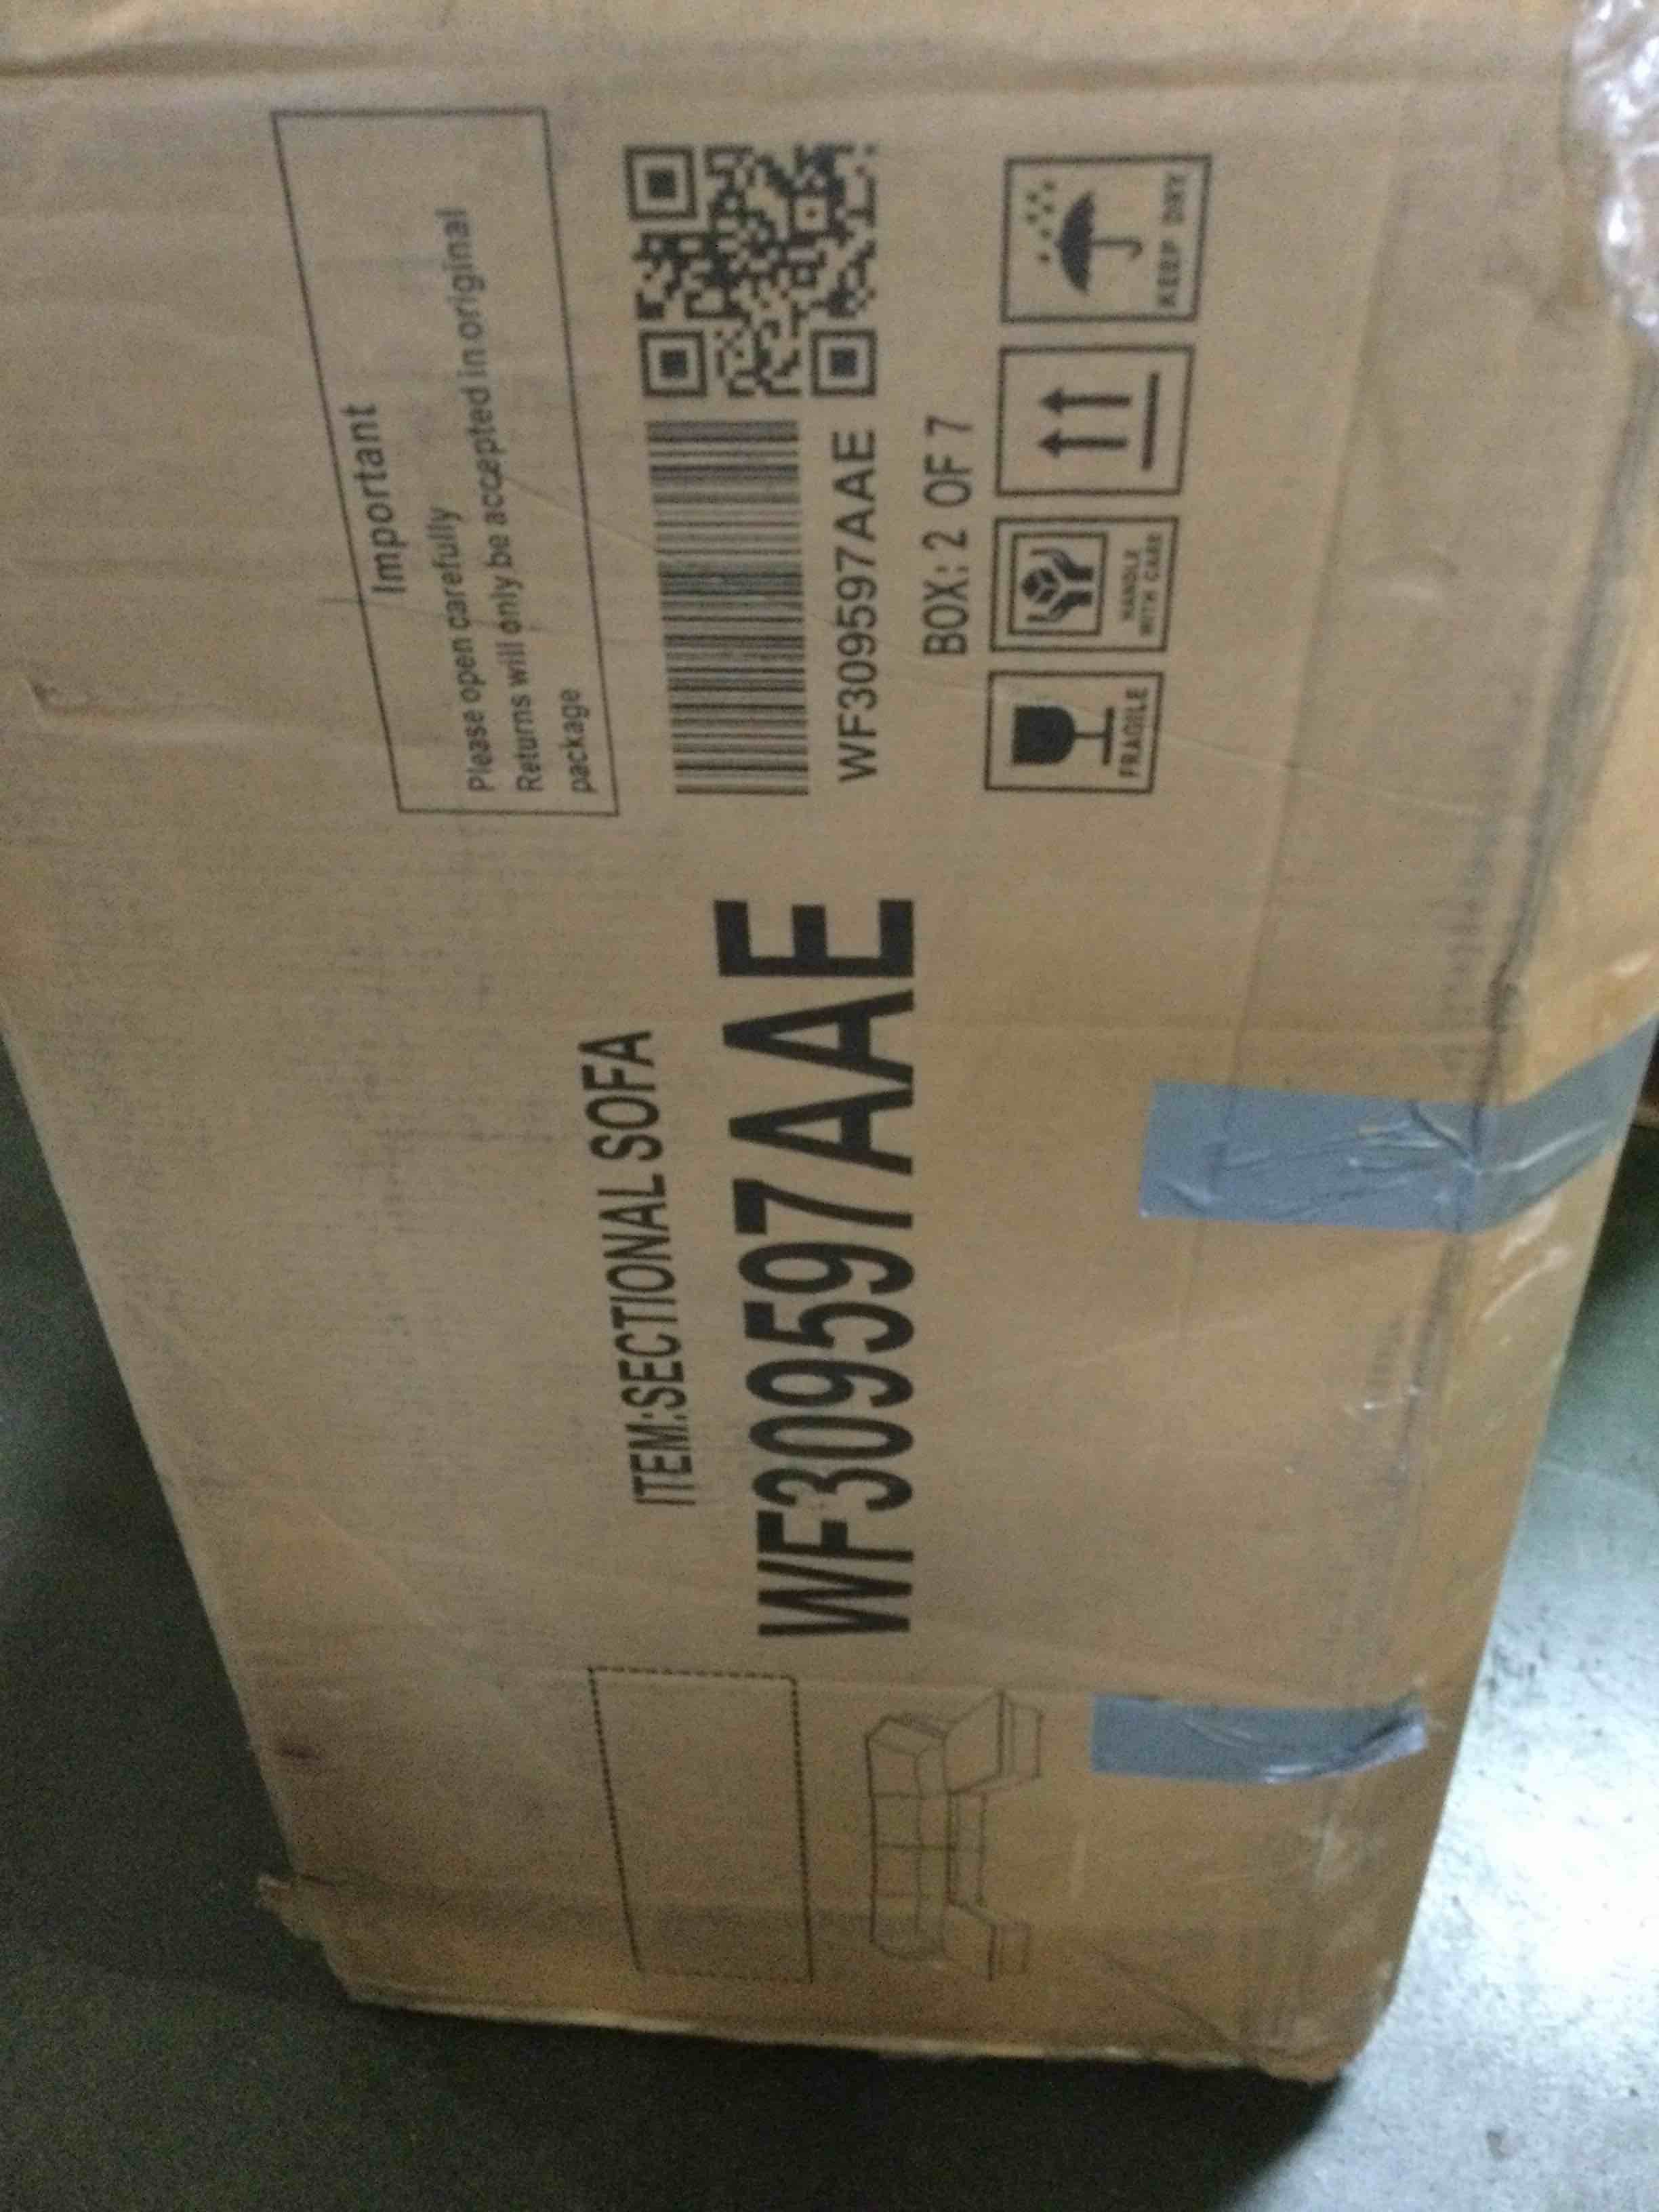 Important
Please open carefully
Returns will only be accepted in original
package
ITEM:SECTIONAL SOFA
WF309597AAE
WF309597AAE
BOX: 2 OF 7
FRAGILE
HANDLE
WITH CARE
KEEP DRY